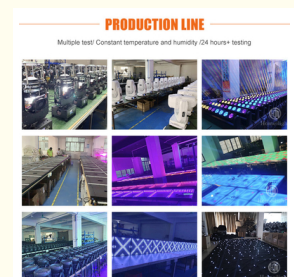 PRODUCTION LINE
Multiple test/ Constant temperature and humidity /24 hours+ testing